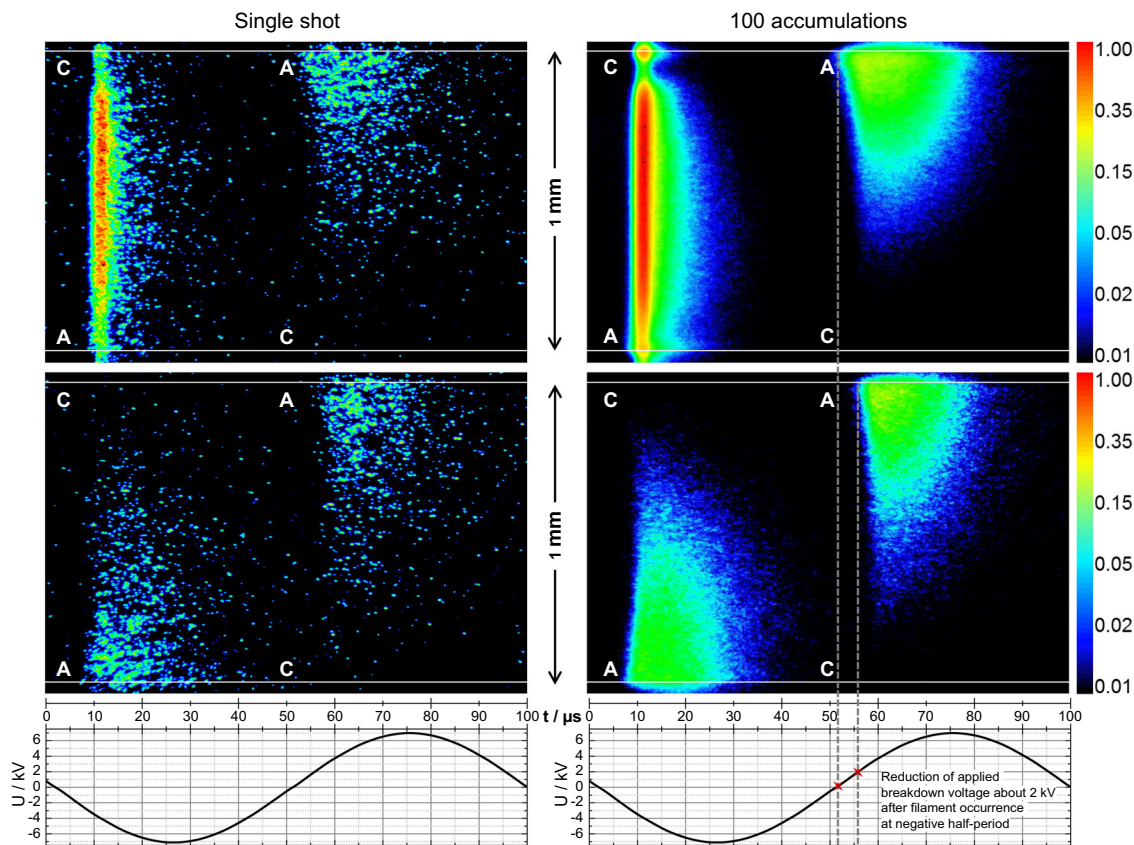 Single shot
100 accumulations
C
A
A
C
1 mm
C
A
A
C
1.00
0.35
0.15
0.05
0.02
0.01
C
A
A
C
1 mm
C
A
A
C
1.00
0.35
0.15
0.05
0.02
0.01
0 10 20 30 40 50 60 70 80 90 100
t / µs
0 10 20 30 40 50 60 70 80 90 100
U / kV
6
4
2
0
-2
-4
-6
U / kV
6
4
2
0
-2
-4
-6
Reduction of applied
breakdown voltage about 2 kV
after filament occurrence
at negative half-period